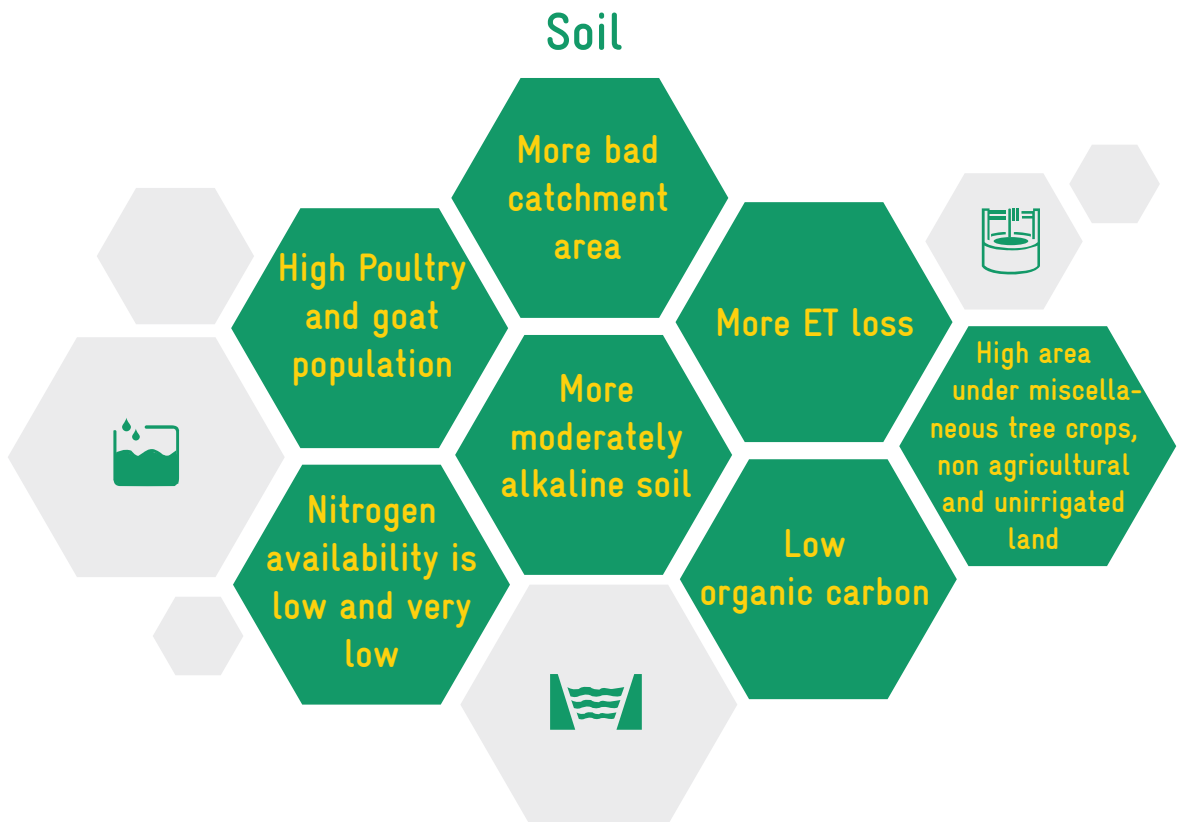 Soil
More bad
catchment
area
High Poultry
and goat
population
More ET loss
More
moderately
alkaline soil
High area
under miscella-
neous tree crops,
non agricultural
and unirrigated
land
Nitrogen
availability is
low and very
low
Low
organic carbon